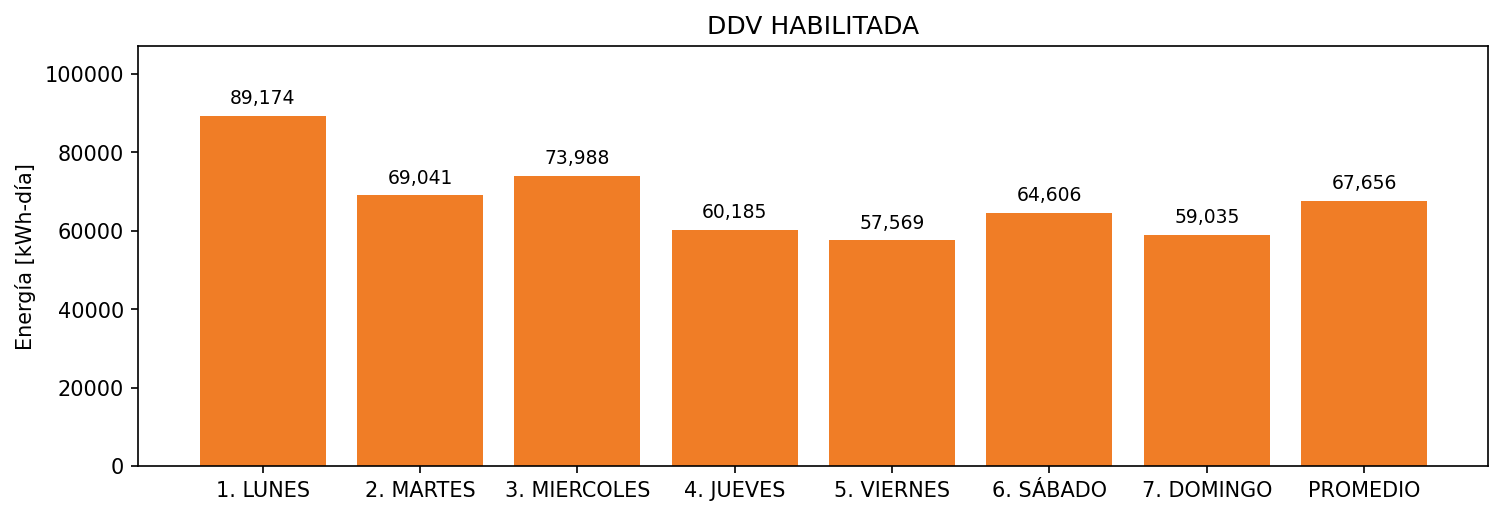 DDV HABILITADA
Energía [kWh-día]
100000
80000
60000
40000
20000
0
89,174
69,041
73,988
60,185
57,569
64,606
59,035
67,656
1. LUNES
2. MARTES
3. MIERCOLES
4. JUEVES
5. VIERNES
6. SÁBADO
7. DOMINGO
PROMEDIO